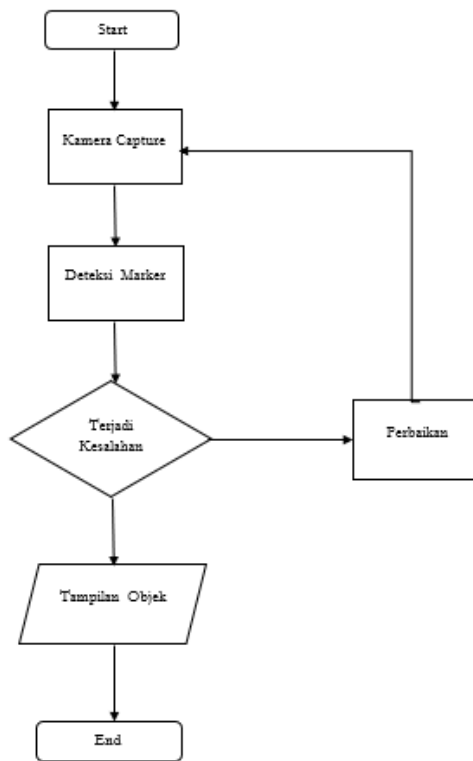 Start
Kamera Capture
Deteksi Marker
Terjadi
Kesalahan
Perbaikan
Tampilan Objek
End